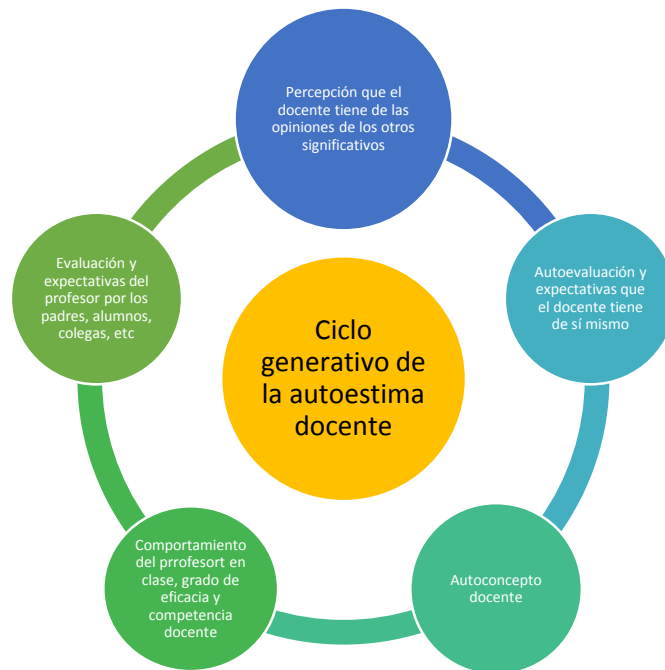 Percepción que el
docente tiene de las
opiniones de los otros
significativos
Autoevaluación y
expectativas que
el docente tiene
de sí mismo
Autoconcepto
docente
Comportamiento
del prrofesort en
clase, grado de
eficacia y
competencia
docente
Evaluación y
expectativas del
profesor por los
padres, alumnos,
colegas, etc
Ciclo
generativo de
la autoestima
docente